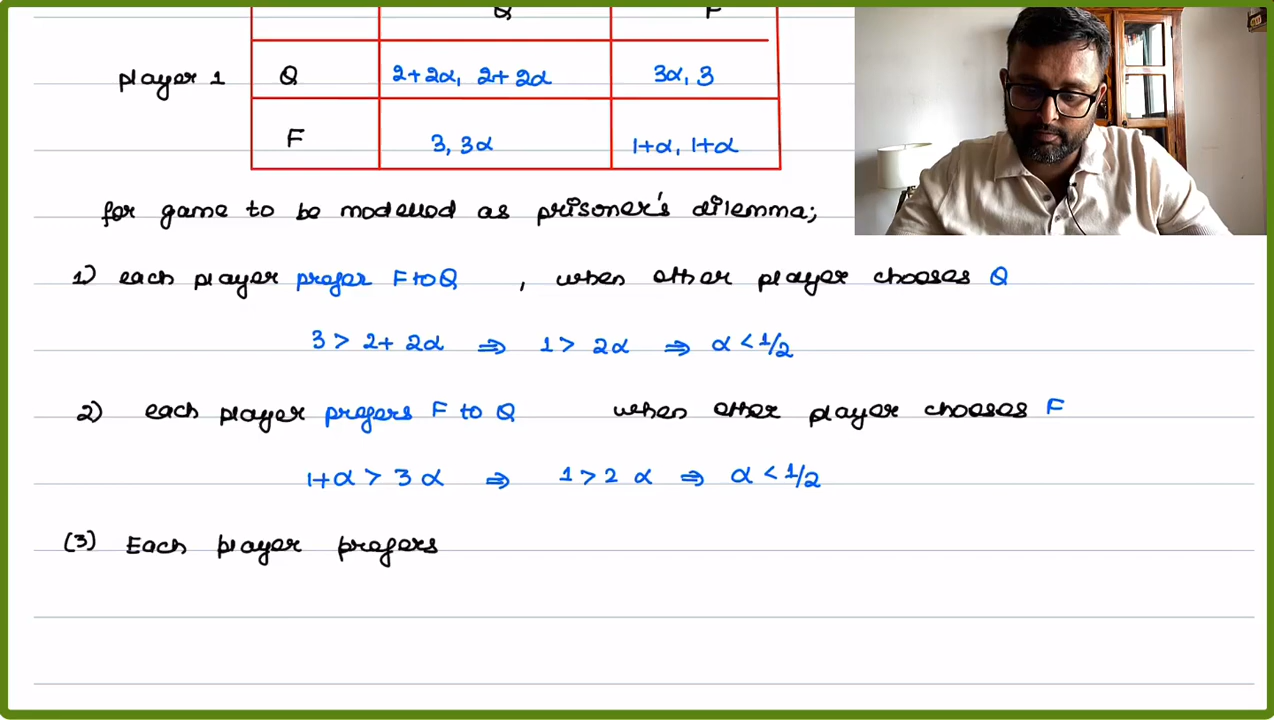 Q F
player 1 Q 2+2α, 2+2α 3α, 3
F 3, 3α 1+α, 1+α
for game to be modelled as prisoner's dilemma;
1) each player prefer F to Q , when other player chooses Q
3 > 2+ 2α ⇒ 1 > 2α ⇒ α < 1/2
2) each player prefers F to Q when other player chooses F
1+α > 3α ⇒ 1 > 2α ⇒ α < 1/2
(3) Each player prefers